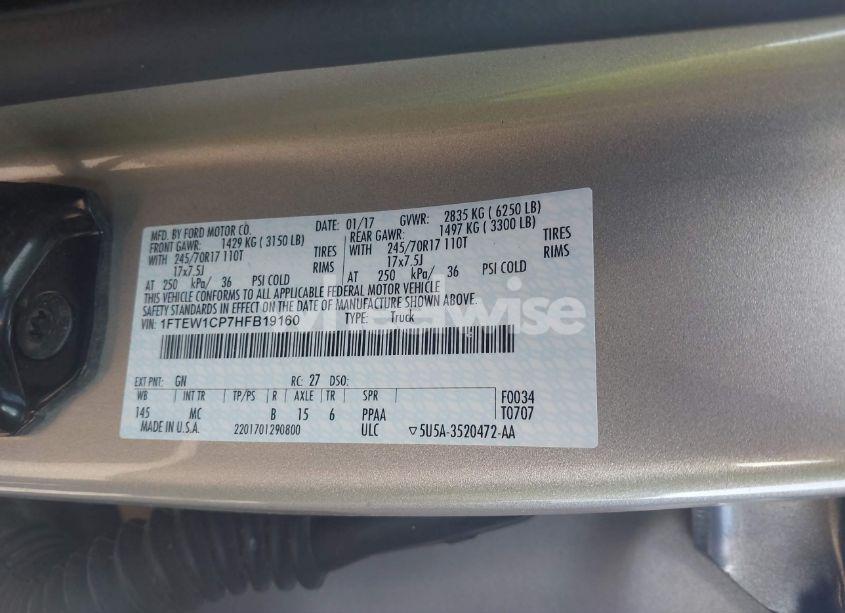 MFD. BY FORD MOTOR CO. DATE: 01/17 GVWR: 2835 KG ( 6250 LB)
FRONT GAWR: 1429 KG ( 3150 LB) REAR GAWR: 1497 KG ( 3300 LB)
WITH 245/70R17 110T TIRES WITH 245/70R17 110T TIRES
17x7.5J RIMS 17x7.5J RIMS
AT 250 kPa/ 36 PSI COLD AT 250 kPa/ 36 PSI COLD
THIS VEHICLE CONFORMS TO ALL APPLICABLE FEDERAL MOTOR VEHICLE
SAFETY STANDARDS IN EFFECT ON THE DATE OF MANUFACTURE SHOWN ABOVE.
VIN: 1FTEW1CP7HFB19160 TYPE: Truck
EXT PNT: GN RC: 27 DSO:
WB INT TR TP/PS R AXLE TR SPR F0034
145 MC B 15 6 PPAA T0707
MADE IN U.S.A. 2201701290800 ULC ▽5U5A-3520472-AA